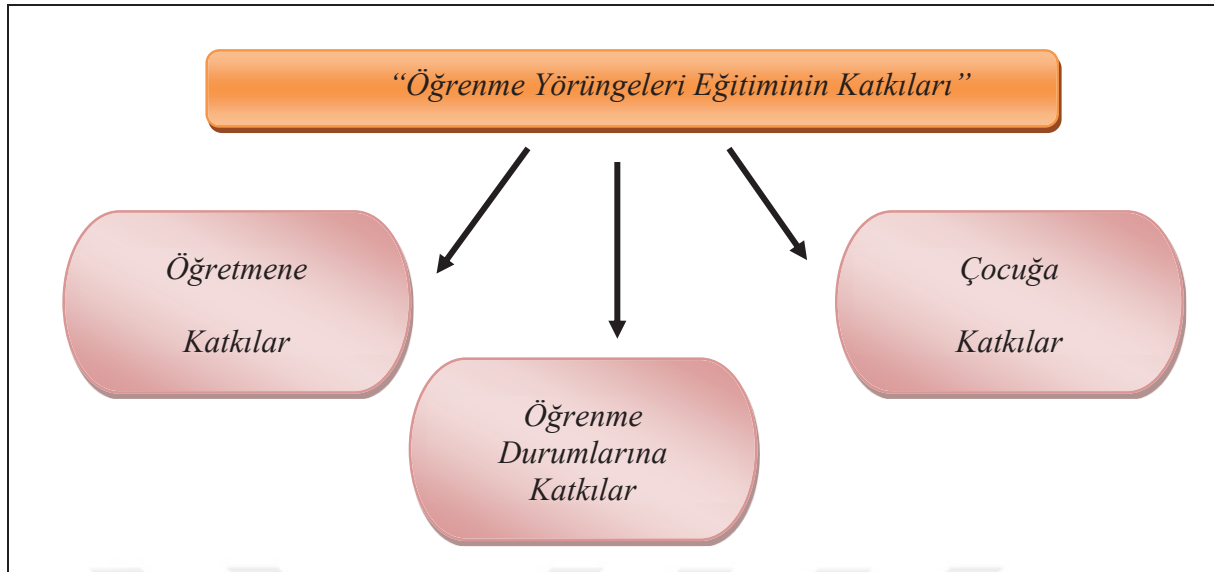 “Öğrenme Yörüngeleri Eğitiminin Katkıları”
Öğretmene
Katkılar
Öğrenme
Durumlarına
Katkılar
Çocuğa
Katkılar